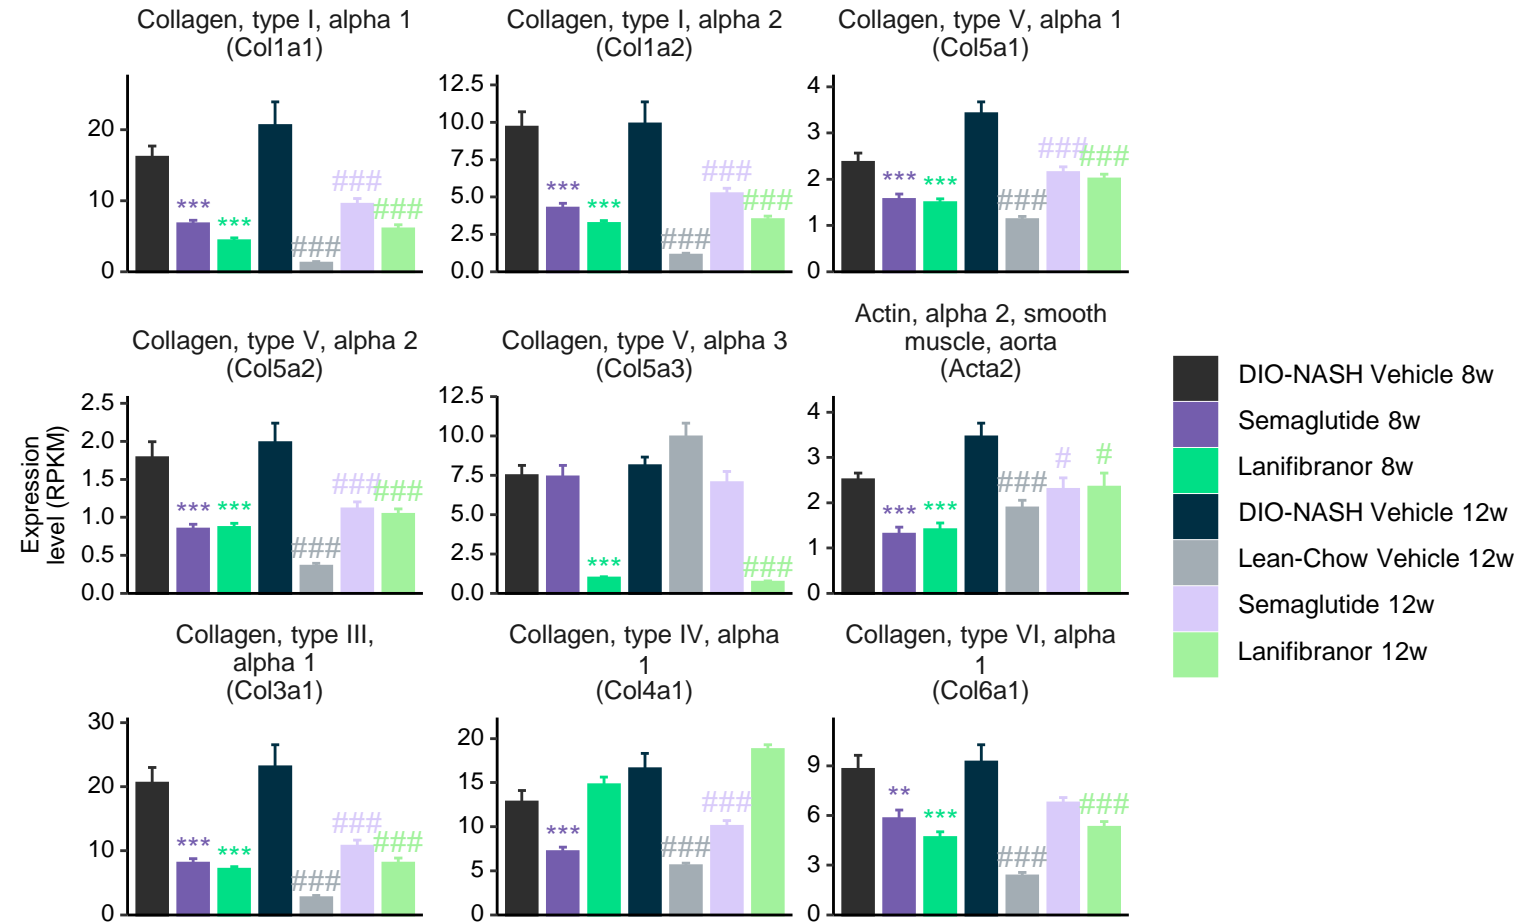 Collagen, type I, alpha 1
(Col1a1)
20
10
0
***
***
###
###
###
Collagen, type I, alpha 2
(Col1a2)
12.5
10.0
7.5
5.0
2.5
0.0
***
***
###
###
###
Collagen, type V, alpha 1
(Col5a1)
4
3
2
1
0
***
***
###
###
###
Expression
level (RPKM)
Collagen, type V, alpha 2
(Col5a2)
2.5
2.0
1.5
1.0
0.5
0.0
***
***
###
###
###
Collagen, type V, alpha 3
(Col5a3)
12.5
10.0
7.5
5.0
2.5
0.0
***
###
Actin, alpha 2, smooth
muscle, aorta
(Acta2)
4
3
2
1
0
***
***
###
#
#
Collagen, type III,
alpha 1
(Col3a1)
30
20
10
0
***
***
###
###
###
Collagen, type IV, alpha
1
(Col4a1)
20
15
10
5
0
***
###
###
Collagen, type VI, alpha
1
(Col6a1)
9
6
3
0
**
***
###
###
DIO-NASH Vehicle 8w
Semaglutide 8w
Lanifibranor 8w
DIO-NASH Vehicle 12w
Lean-Chow Vehicle 12w
Semaglutide 12w
Lanifibranor 12w